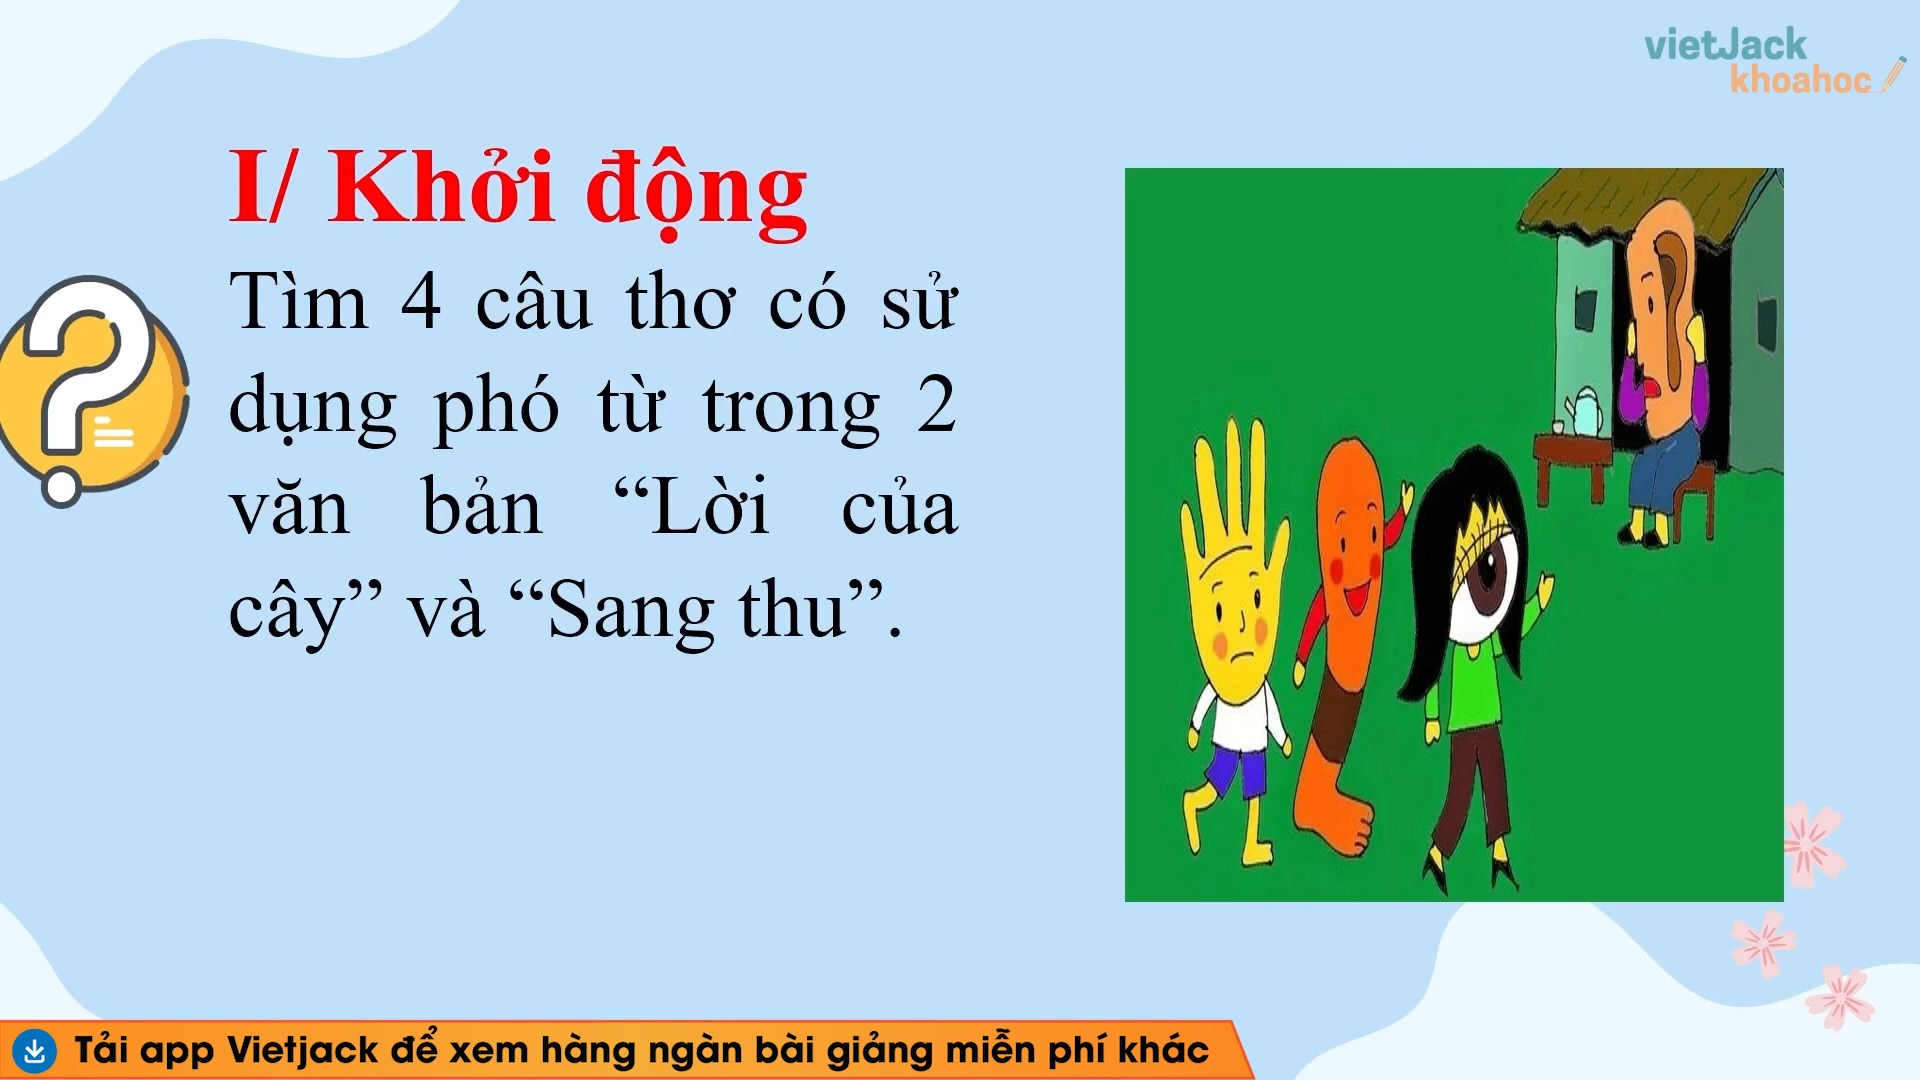 vietJack
khoahoc
I/ Khởi động
Tìm 4 câu thơ có sử
dụng phó từ trong 2
văn bản “Lời của
cây” và “Sang thu”.
Tải app Vietjack để xem hàng ngàn bài giảng miễn phí khác